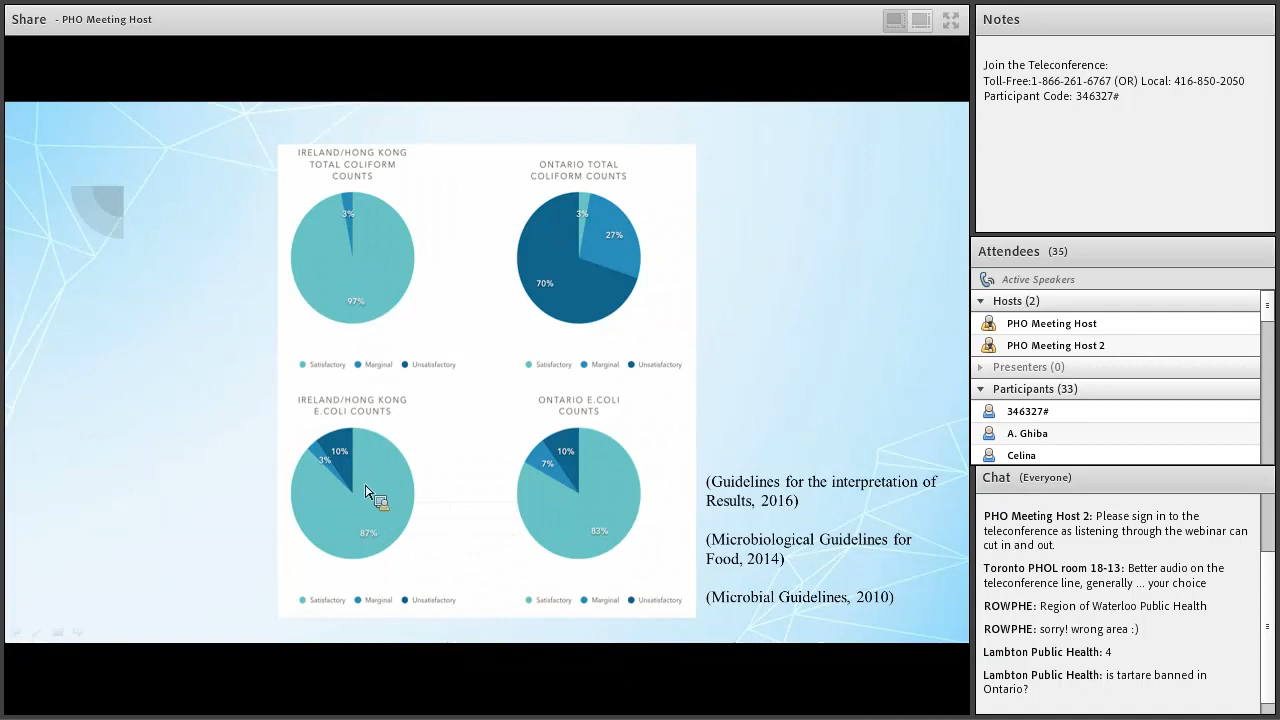 Share - PHO Meeting Host
IRELAND/HONG KONG
TOTAL COLIFORM
COUNTS
3%
97%
Satisfactory Marginal Unsatisfactory
ONTARIO TOTAL
COLIFORM COUNTS
3%
27%
70%
Satisfactory Marginal Unsatisfactory
IRELAND/HONG KONG
E.COLI COUNTS
10%
3%
87%
Satisfactory Marginal Unsatisfactory
ONTARIO E.COLI
COUNTS
10%
7%
83%
Satisfactory Marginal Unsatisfactory
(Guidelines for the interpretation of
Results, 2016)
(Microbiological Guidelines for
Food, 2014)
(Microbial Guidelines, 2010)
Notes
Join the Teleconference:
Toll-Free:1-866-261-6767 (OR) Local: 416-850-2050
Participant Code: 346327#
Attendees (35)
Active Speakers
Hosts (2)
PHO Meeting Host
PHO Meeting Host 2
Presenters (0)
Participants (33)
346327#
A. Ghiba
Celina
Chat (Everyone)
PHO Meeting Host 2: Please sign in to the
teleconference as listening through the webinar can
cut in and out.
Toronto PHOL room 18-13: Better audio on the
teleconference line, generally ... your choice
ROWPHE: Region of Waterloo Public Health
ROWPHE: sorry! wrong area :)
Lambton Public Health: 4
Lambton Public Health: is tartare banned in
Ontario?